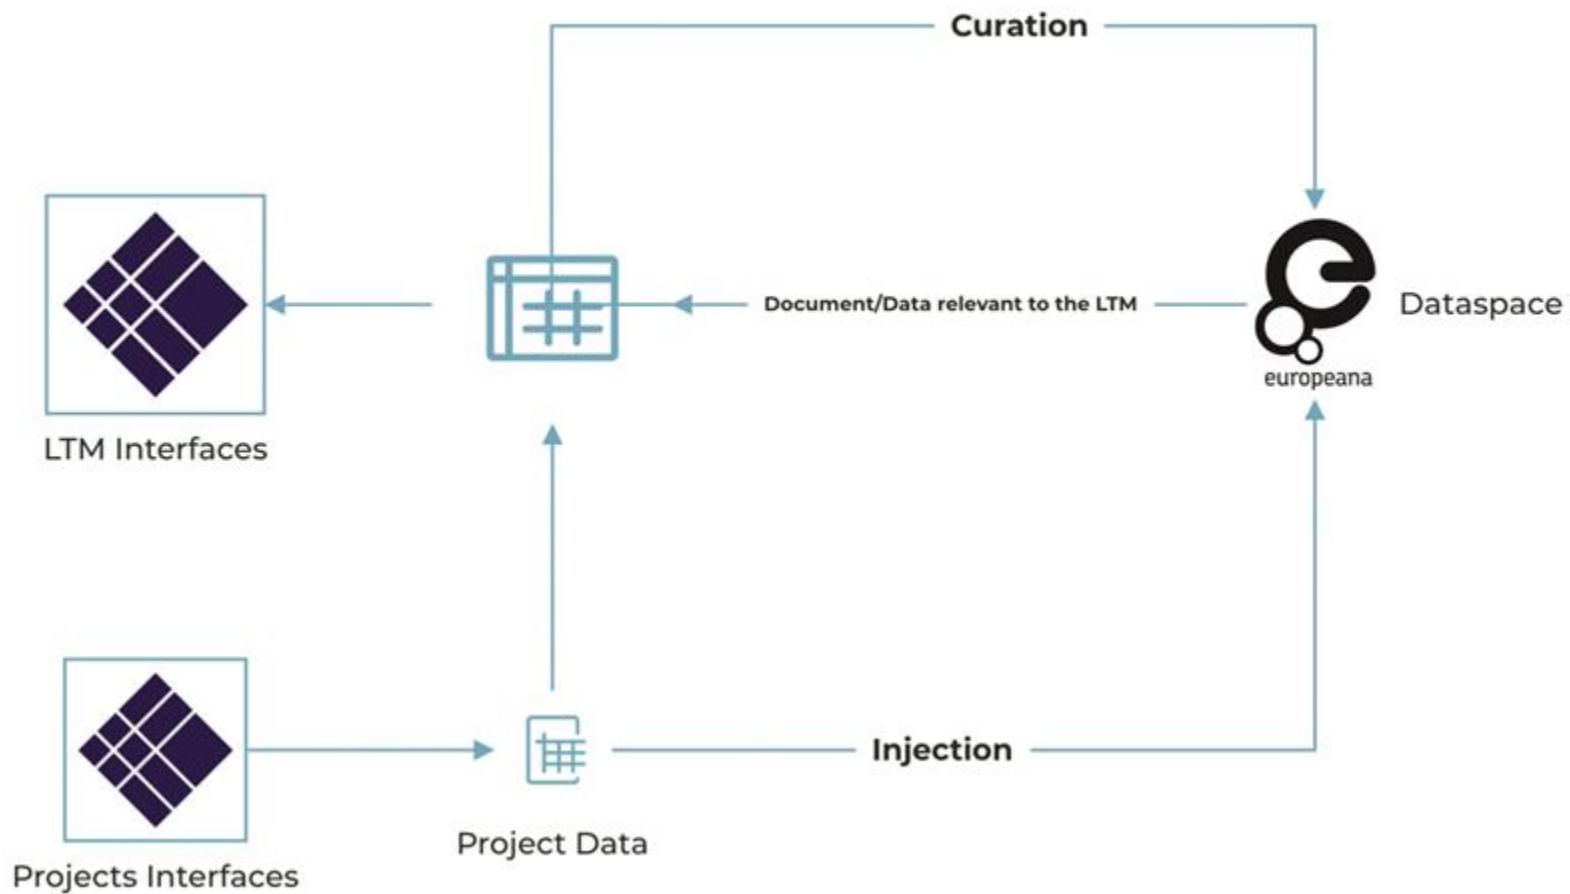 Curation
Document/Data relevant to the LTM
europeana
Dataspace
LTM Interfaces
Injection
Project Data
Projects Interfaces